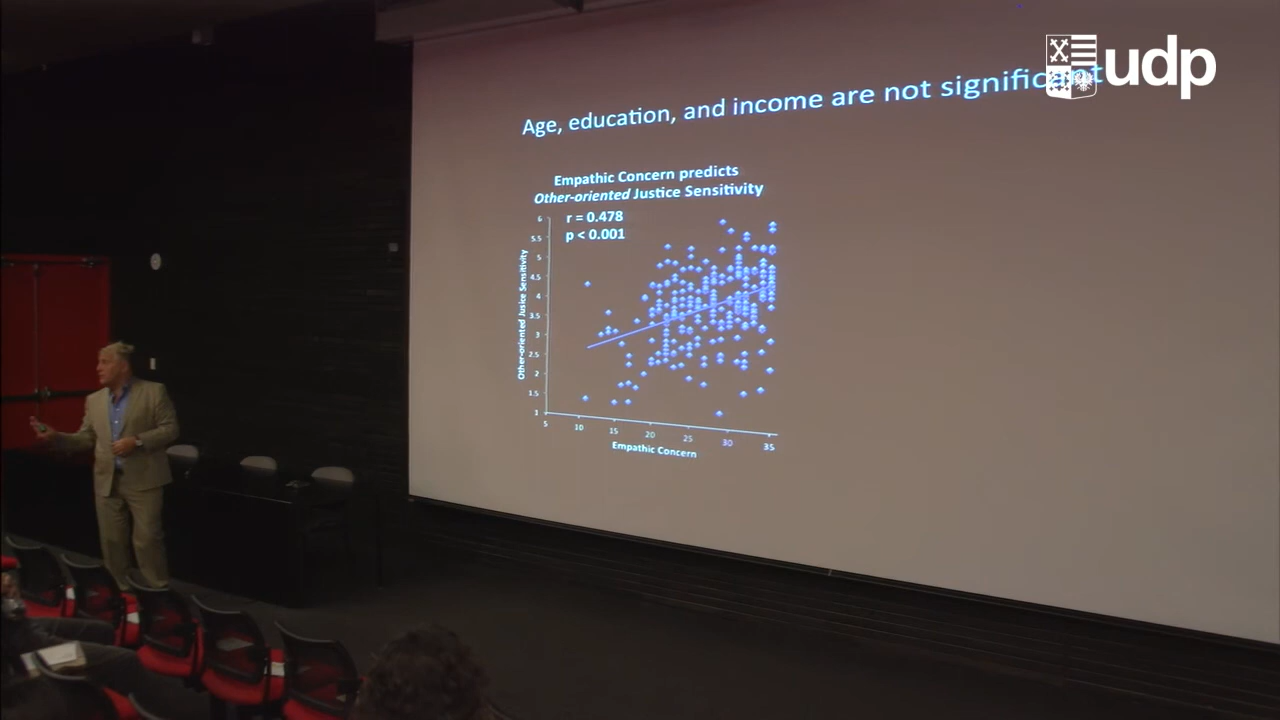 udp
Age, education, and income are not significant
Empathic Concern predicts
Other-oriented Justice Sensitivity
r = 0.478
p < 0.001
6
5.5
5
4.5
4
3.5
3
2.5
2
1.5
1
Other-oriented Jusice Sensitivity
5
10
15
20
25
30
35
Empathic Concern